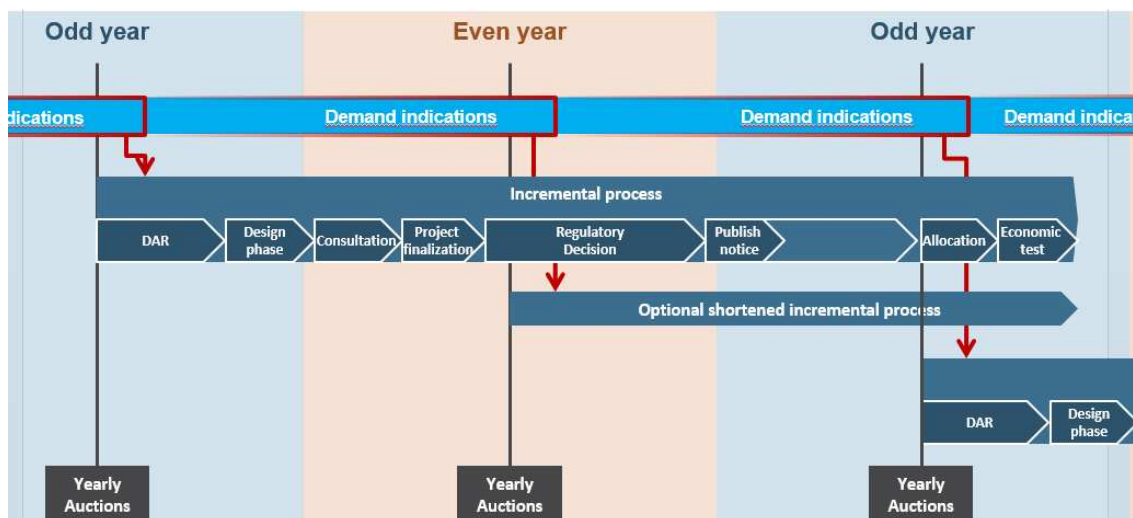 Odd year
Even year
Odd year
dications
Demand indications
Demand indications
Demand indica
Incremental process
DAR
Design
phase
Consultation
Project
finalization
Regulatory
Decision
Publish
notice
Allocation
Economic
test
Optional shortened incremental process
DAR
Design
phase
Yearly
Auctions
Yearly
Auctions
Yearly
Auctions